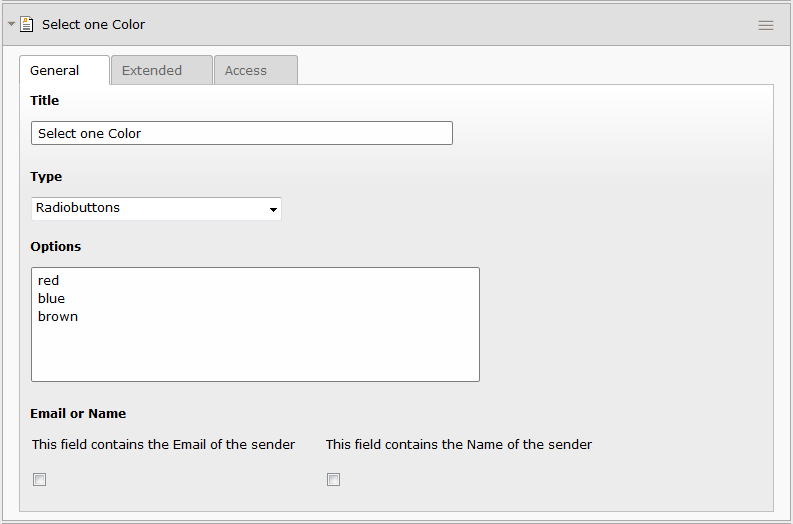 Select one Color
General Extended Access
Title
Select one Color
Type
Radiobuttons
Options
red
blue
brown
Email or Name
This field contains the Email of the sender This field contains the Name of the sender